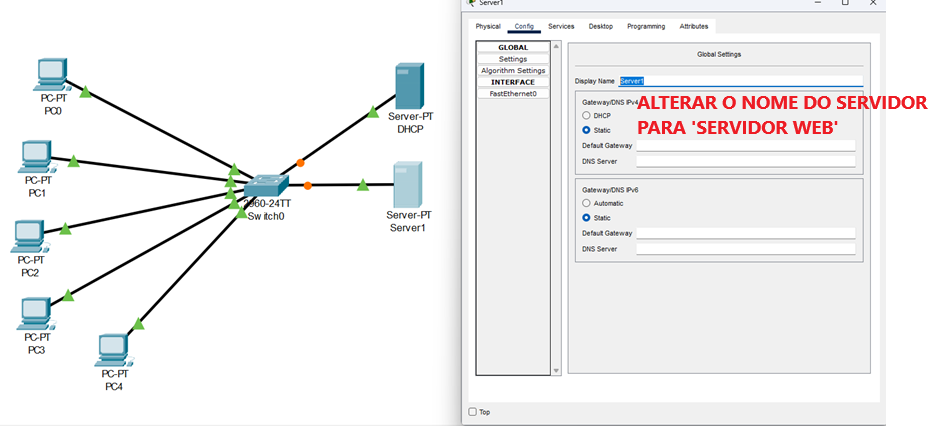 Server1
Physical Config Services Desktop Programming Attributes
GLOBAL
Settings
Algorithm Settings
INTERFACE
FastEthernet0
Global Settings
Display Name Server1
ALTERAR O NOME DO SERVIDOR
PARA 'SERVIDOR WEB'
Gateway/DNS IPv4
DHCP
Static
Default Gateway
DNS Server
Gateway/DNS IPv6
Automatic
Static
Default Gateway
DNS Server
Top
PC-PT
PC0
PC-PT
PC1
PC-PT
PC2
PC-PT
PC3
PC-PT
PC4
2960-24TT
Switch0
Server-PT
DHCP
Server-PT
Server1